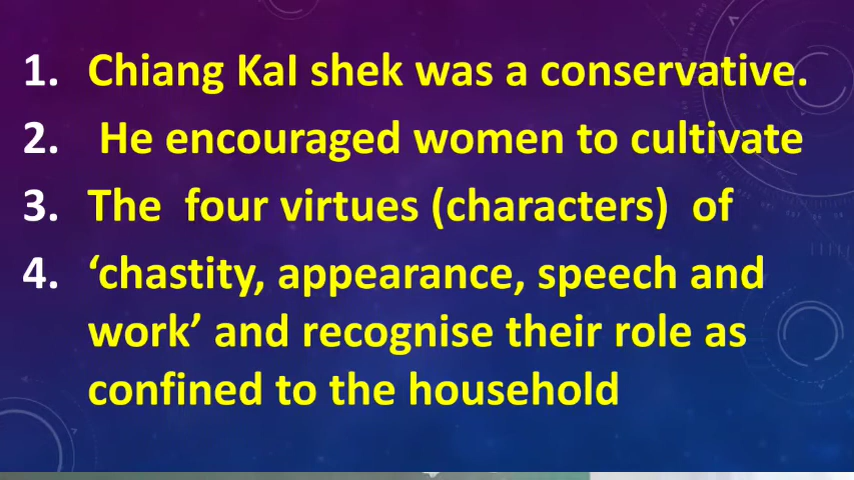 1. Chiang KaI shek was a conservative.
2. He encouraged women to cultivate
3. The four virtues (characters) of
4. ‘chastity, appearance, speech and
work’ and recognise their role as
confined to the household